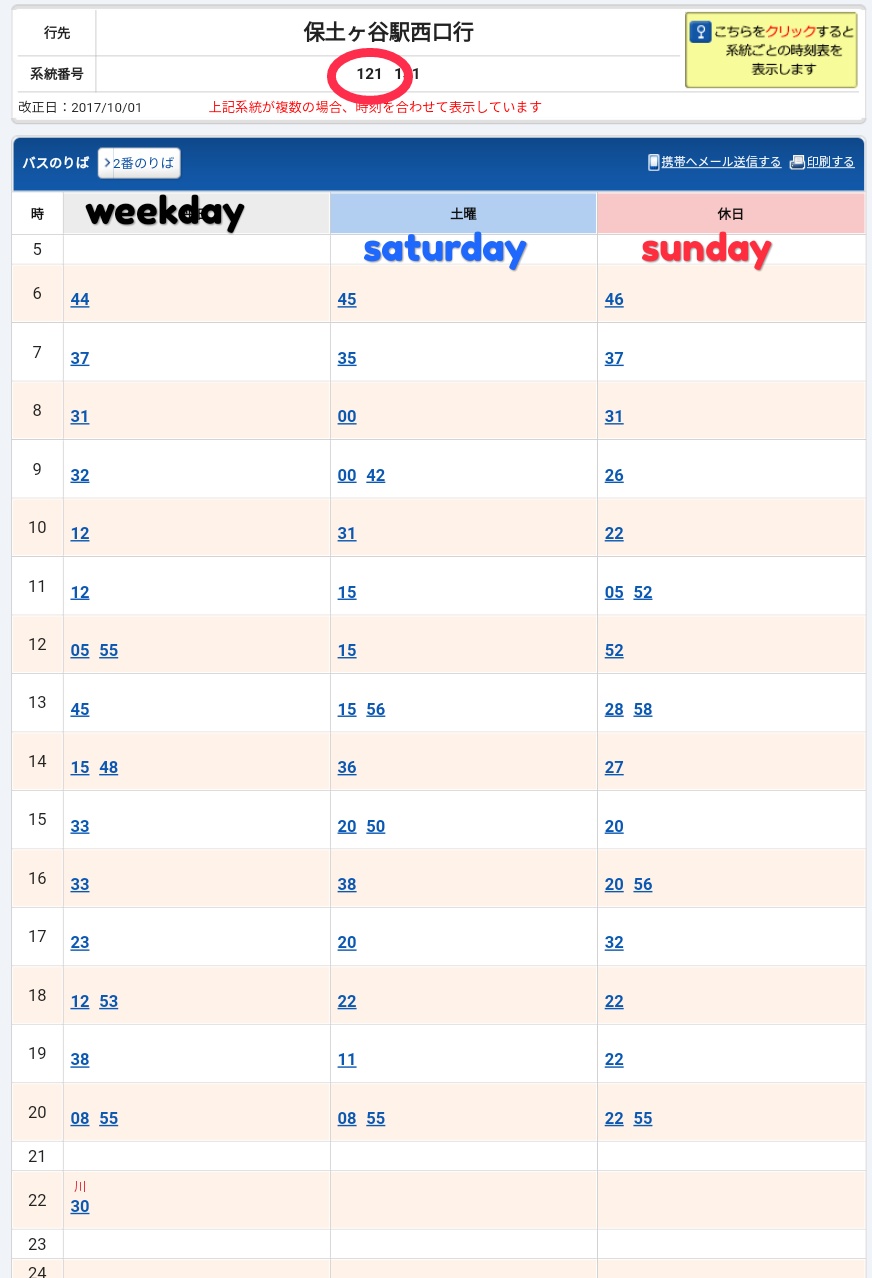 行先 保土ヶ谷駅西口行
こちらをクリックすると
系統ごとの時刻表を
表示します
系統番号 121
改正日：2017/10/01 上記系統が複数の場合、時刻を合わせて表示しています
バスのりば 2番のりば 携帯へメール送信する 印刷する
時 weekday 土曜 休日
saturday sunday
5
6 44 45 46
7 37 35 37
8 31 00 31
9 32 00 42 26
10 12 31 22
11 12 15 05 52
12 05 55 15 52
13 45 15 56 28 58
14 15 48 36 27
15 33 20 50 20
16 33 38 20 56
17 23 20 32
18 12 53 22 22
19 38 11 22
20 08 55 08 55 22 55
21
川
22 30
23
24